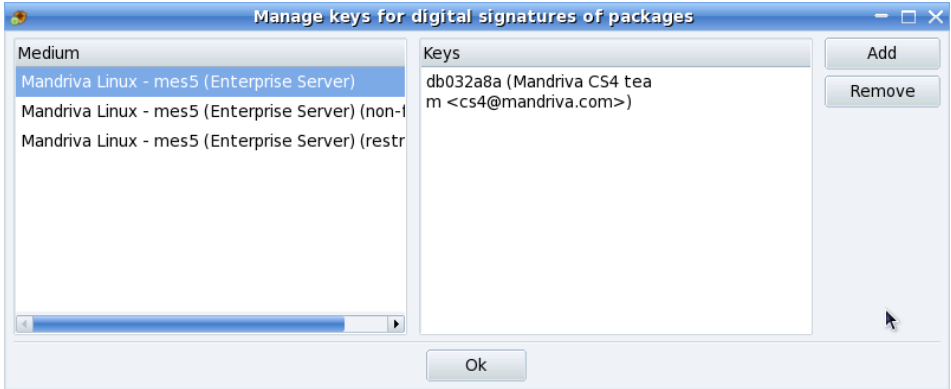 Manage keys for digital signatures of packages
Medium
Mandriva Linux - mes5 (Enterprise Server)
Mandriva Linux - mes5 (Enterprise Server) (non-f
Mandriva Linux - mes5 (Enterprise Server) (restr
Keys
db032a8a (Mandriva CS4 tea
m <cs4@mandriva.com>)
Add
Remove
Ok